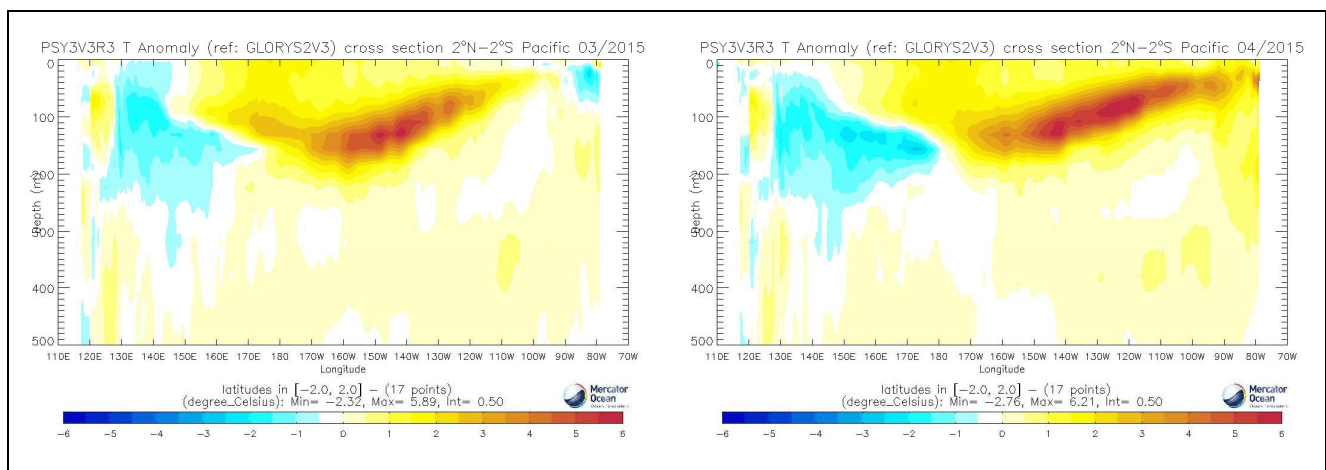 PSY3V3R3 T Anomaly (ref: GLORYS2V3) cross section 2°N-2°S Pacific 03/2015
0
100
200
300
400
500
Depth (m)
110E 120E 130E 140E 150E 160E 170E 180 170W 160W 150W 140W 130W 120W 110W 100W 90W 80W 70W
Longitude
latitudes in [-2.0, 2.0] - (17 points)
(degree_Celsius): Min= -2.32, Max= 5.89, Int= 0.50
Mercator
Ocean
-6 -5 -4 -3 -2 -1 0 1 2 3 4 5 6
PSY3V3R3 T Anomaly (ref: GLORYS2V3) cross section 2°N-2°S Pacific 04/2015
0
100
200
300
400
500
Depth (m)
110E 120E 130E 140E 150E 160E 170E 180 170W 160W 150W 140W 130W 120W 110W 100W 90W 80W 70W
Longitude
latitudes in [-2.0, 2.0] - (17 points)
(degree_Celsius): Min= -2.76, Max= 6.21, Int= 0.50
Mercator
Ocean
-6 -5 -4 -3 -2 -1 0 1 2 3 4 5 6